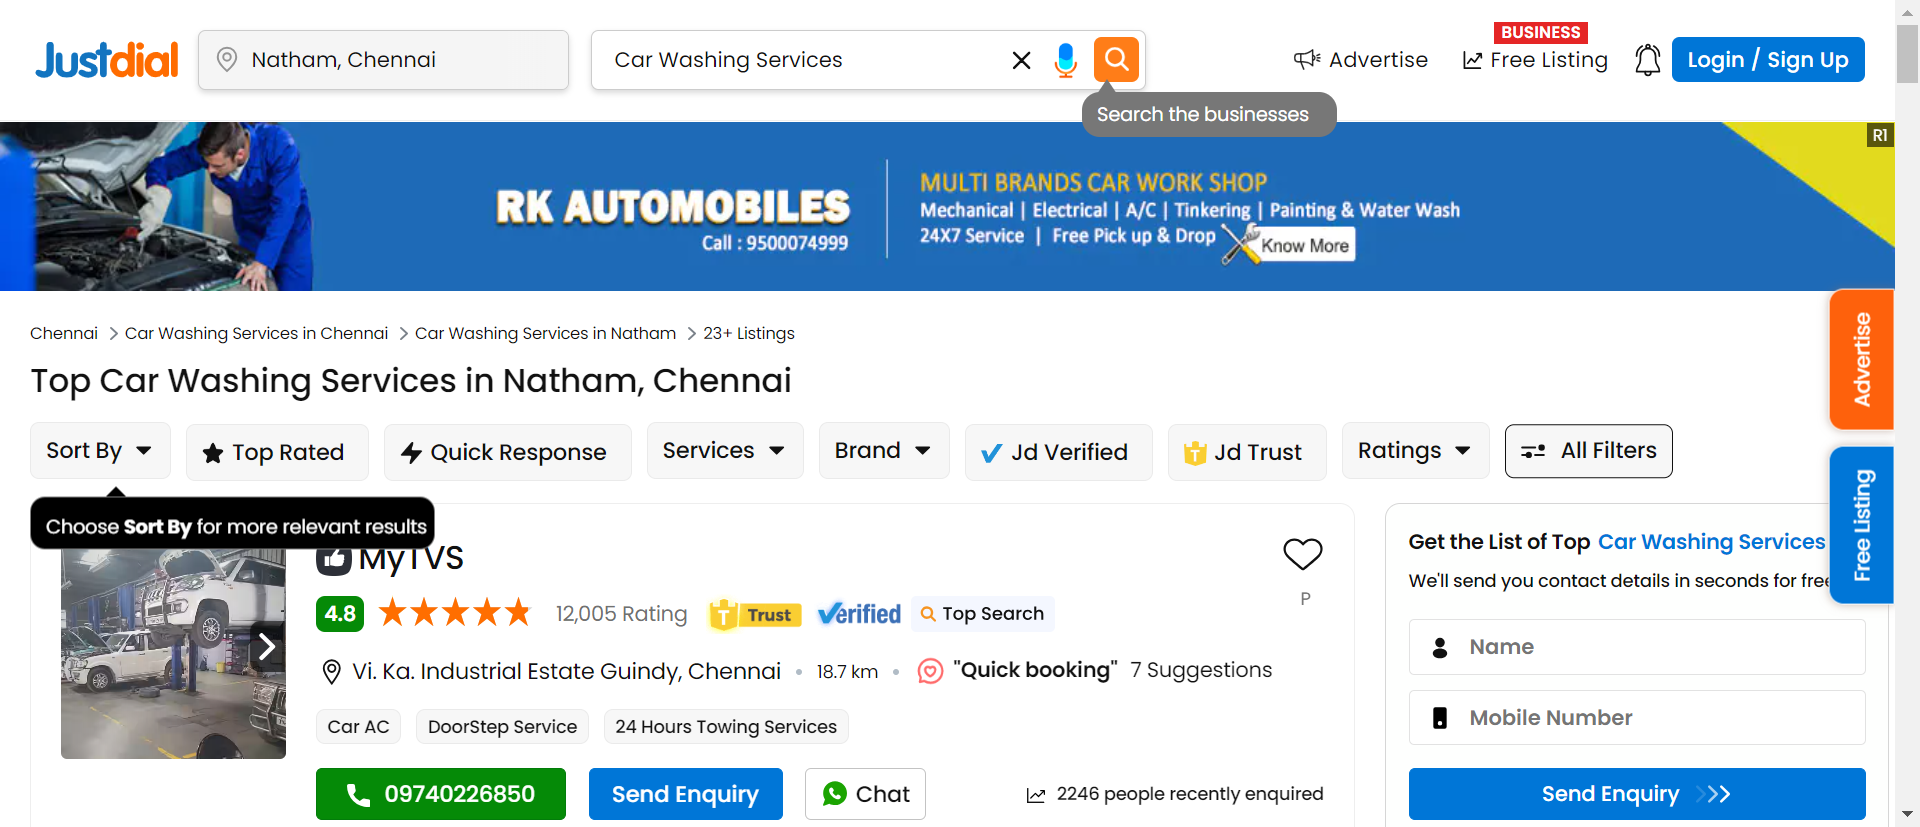 Justdial
Natham, Chennai
Car Washing Services
Advertise
BUSINESS
Free Listing
Login / Sign Up
Search the businesses
R1
RK AUTOMOBILES
Call : 9500074999
MULTI BRANDS CAR WORK SHOP
Mechanical | Electrical | A/C | Tinkering | Painting & Water Wash
24X7 Service | Free Pick up & Drop
Know More
Chennai > Car Washing Services in Chennai > Car Washing Services in Natham > 23+ Listings
Top Car Washing Services in Natham, Chennai
Sort By
Top Rated
Quick Response
Services
Brand
Jd Verified
Jd Trust
Ratings
All Filters
Choose Sort By for more relevant results
MyTVS
4.8
12,005 Rating
Trust
Verified
Top Search
Vi. Ka. Industrial Estate Guindy, Chennai • 18.7 km • "Quick booking" 7 Suggestions
Car AC
DoorStep Service
24 Hours Towing Services
09740226850
Send Enquiry
Chat
2246 people recently enquired
P
Get the List of Top Car Washing Services
We'll send you contact details in seconds for free
Name
Mobile Number
Send Enquiry
Advertise
Free Listing